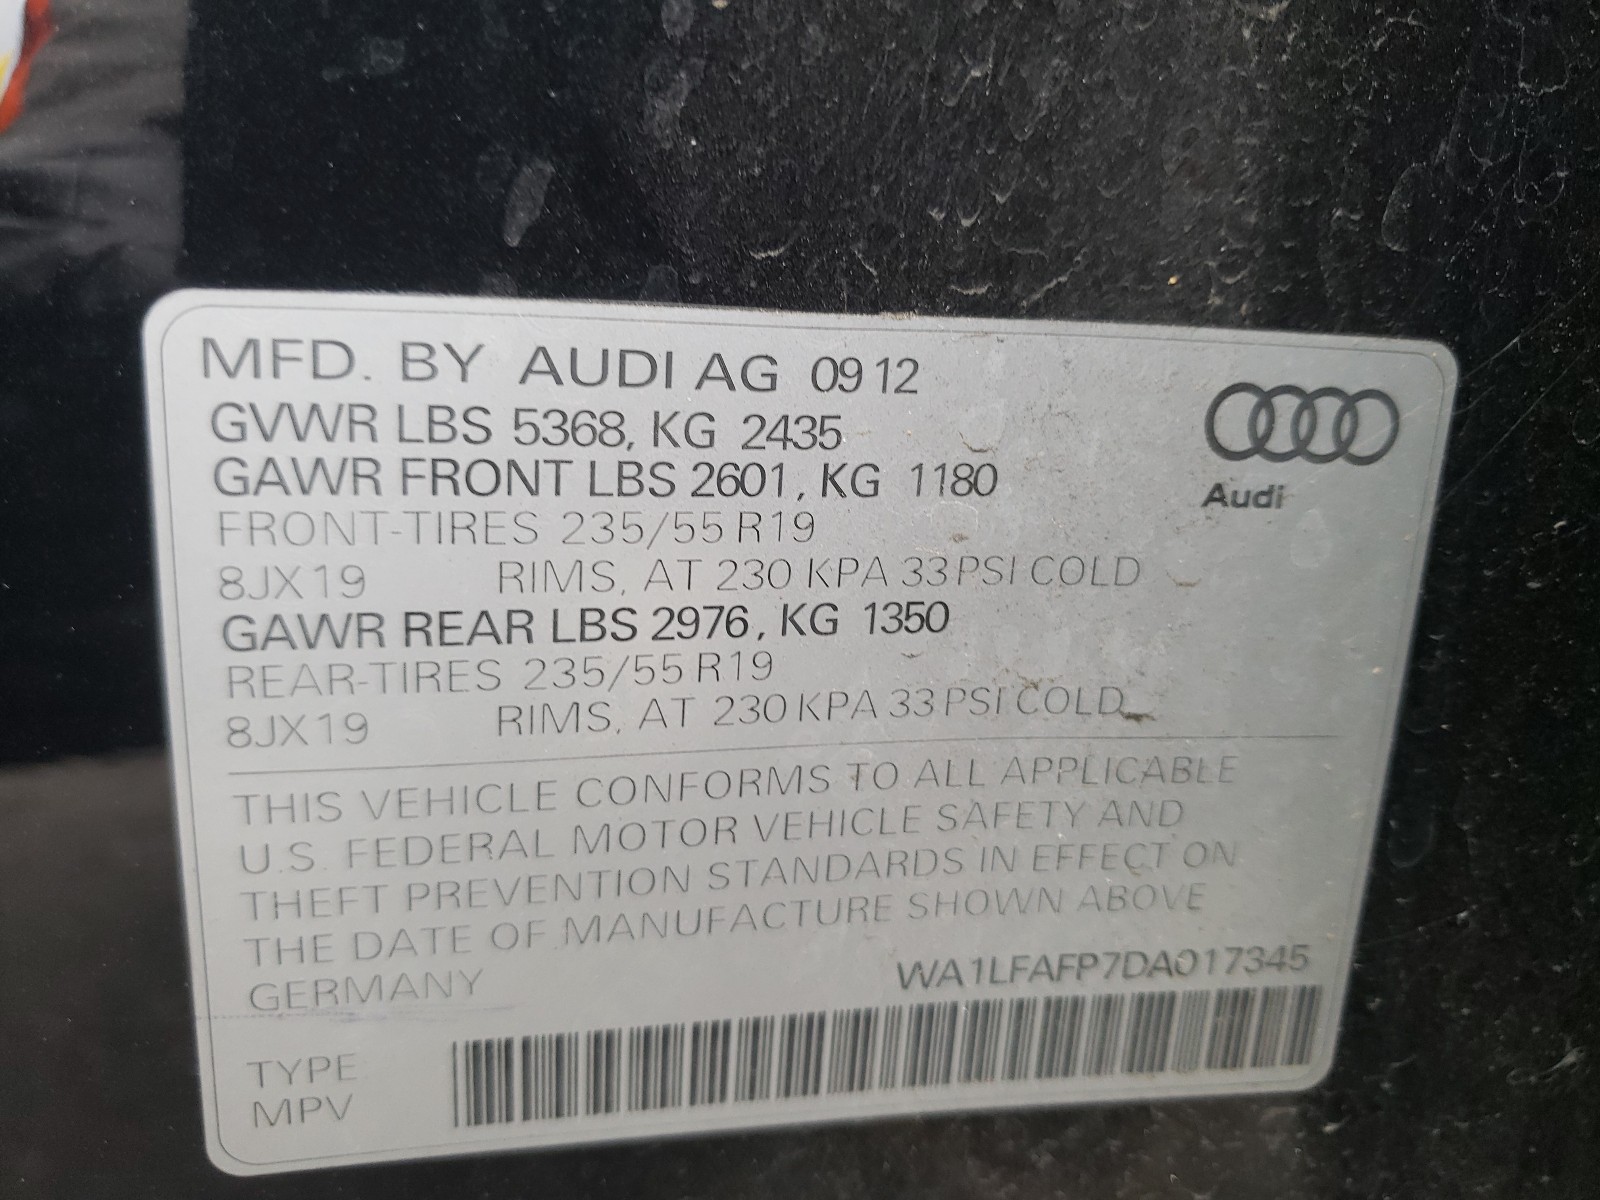 MFD. BY AUDI AG 09 12
GVWR LBS 5368, KG 2435
GAWR FRONT LBS 2601, KG 1180
FRONT-TIRES 235/55 R19
8JX19 RIMS, AT 230 KPA 33 PSI COLD
GAWR REAR LBS 2976, KG 1350
REAR-TIRES 235/55 R19
8JX19 RIMS, AT 230 KPA 33 PSI COLD
Audi
THIS VEHICLE CONFORMS TO ALL APPLICABLE
U.S. FEDERAL MOTOR VEHICLE SAFETY AND
THEFT PREVENTION STANDARDS IN EFFECT ON
THE DATE OF MANUFACTURE SHOWN ABOVE
GERMANY WA1LFAFP7DA017345
TYPE
MPV